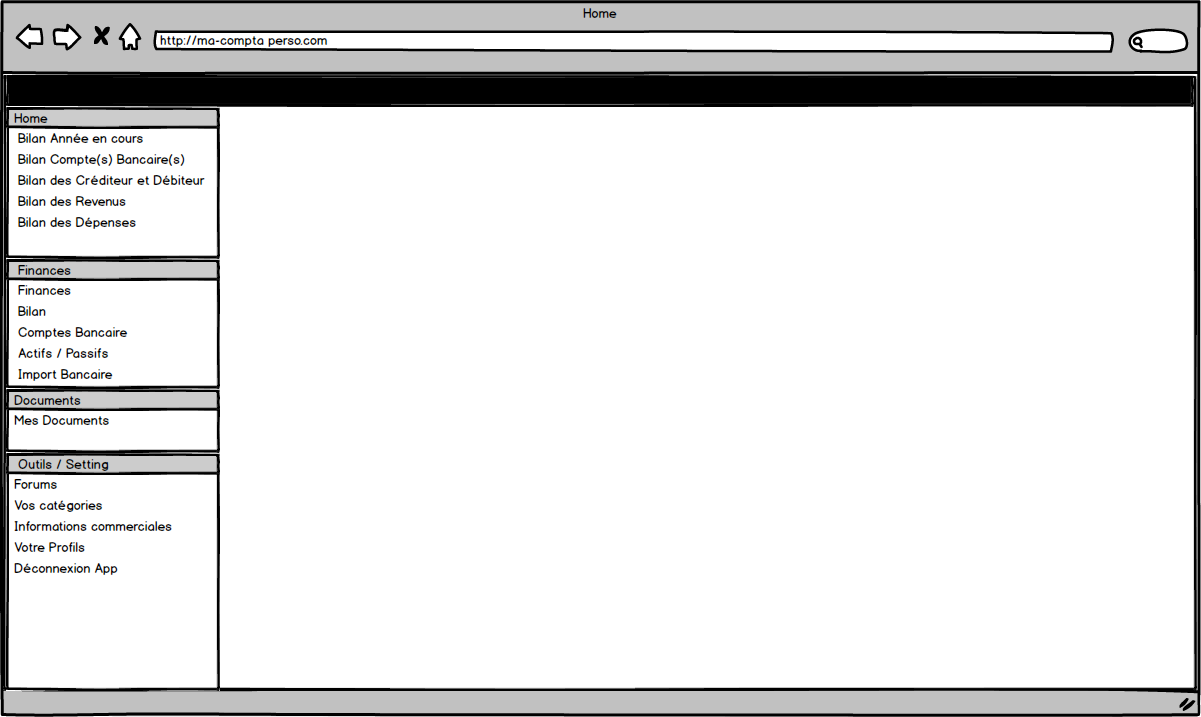 Home
http://ma-compta perso.com
Home
Bilan Année en cours
Bilan Compte(s) Bancaire(s)
Bilan des Créditeur et Débiteur
Bilan des Revenus
Bilan des Dépenses
Finances
Finances
Bilan
Comptes Bancaire
Actifs / Passifs
Import Bancaire
Documents
Mes Documents
Outils / Setting
Forums
Vos catégories
Informations commerciales
Votre Profils
Déconnexion App